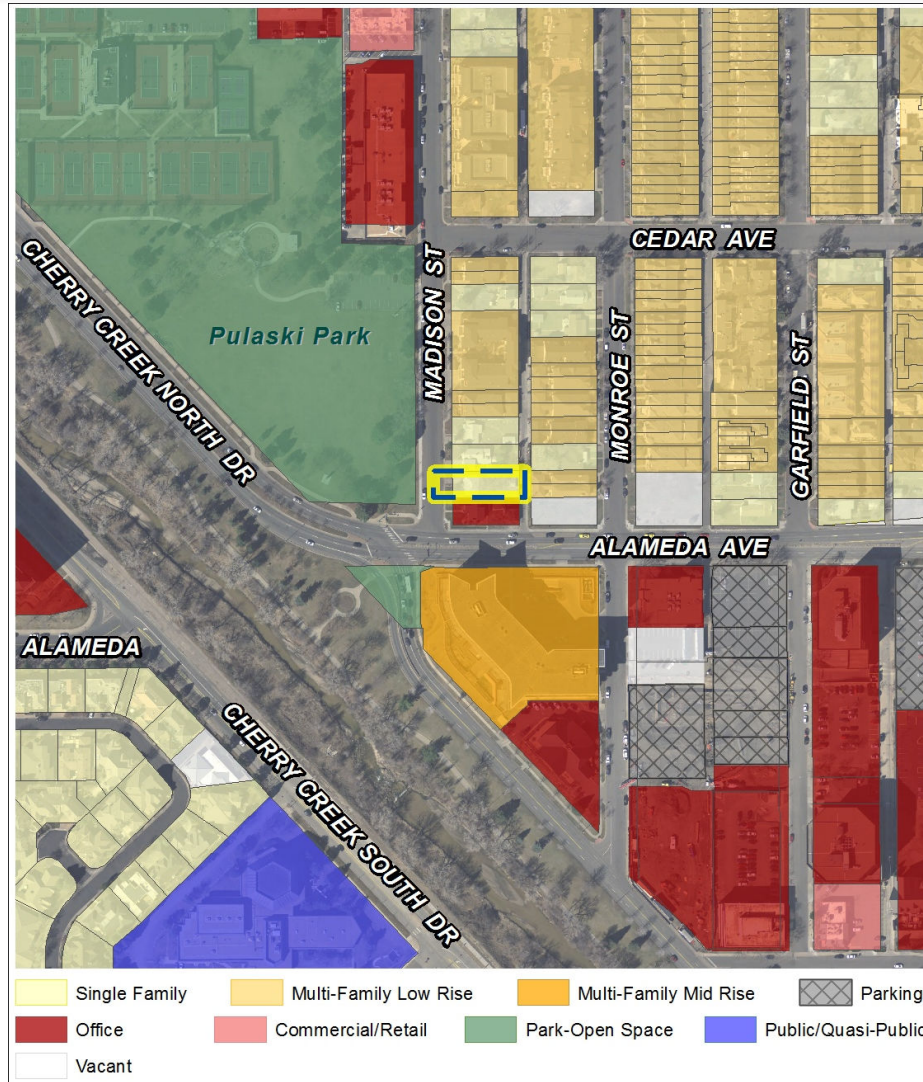 CEDAR AVE
CHERRY CREEK NORTH DR
MADISON ST
Pulaski Park
MONROE ST
GARFIELD ST
ALAMEDA AVE
ALAMEDA
CHERRY CREEK SOUTH DR
Single Family
Multi-Family Low Rise
Multi-Family Mid Rise
Parking
Office
Commercial/Retail
Park-Open Space
Public/Quasi-Public
Vacant